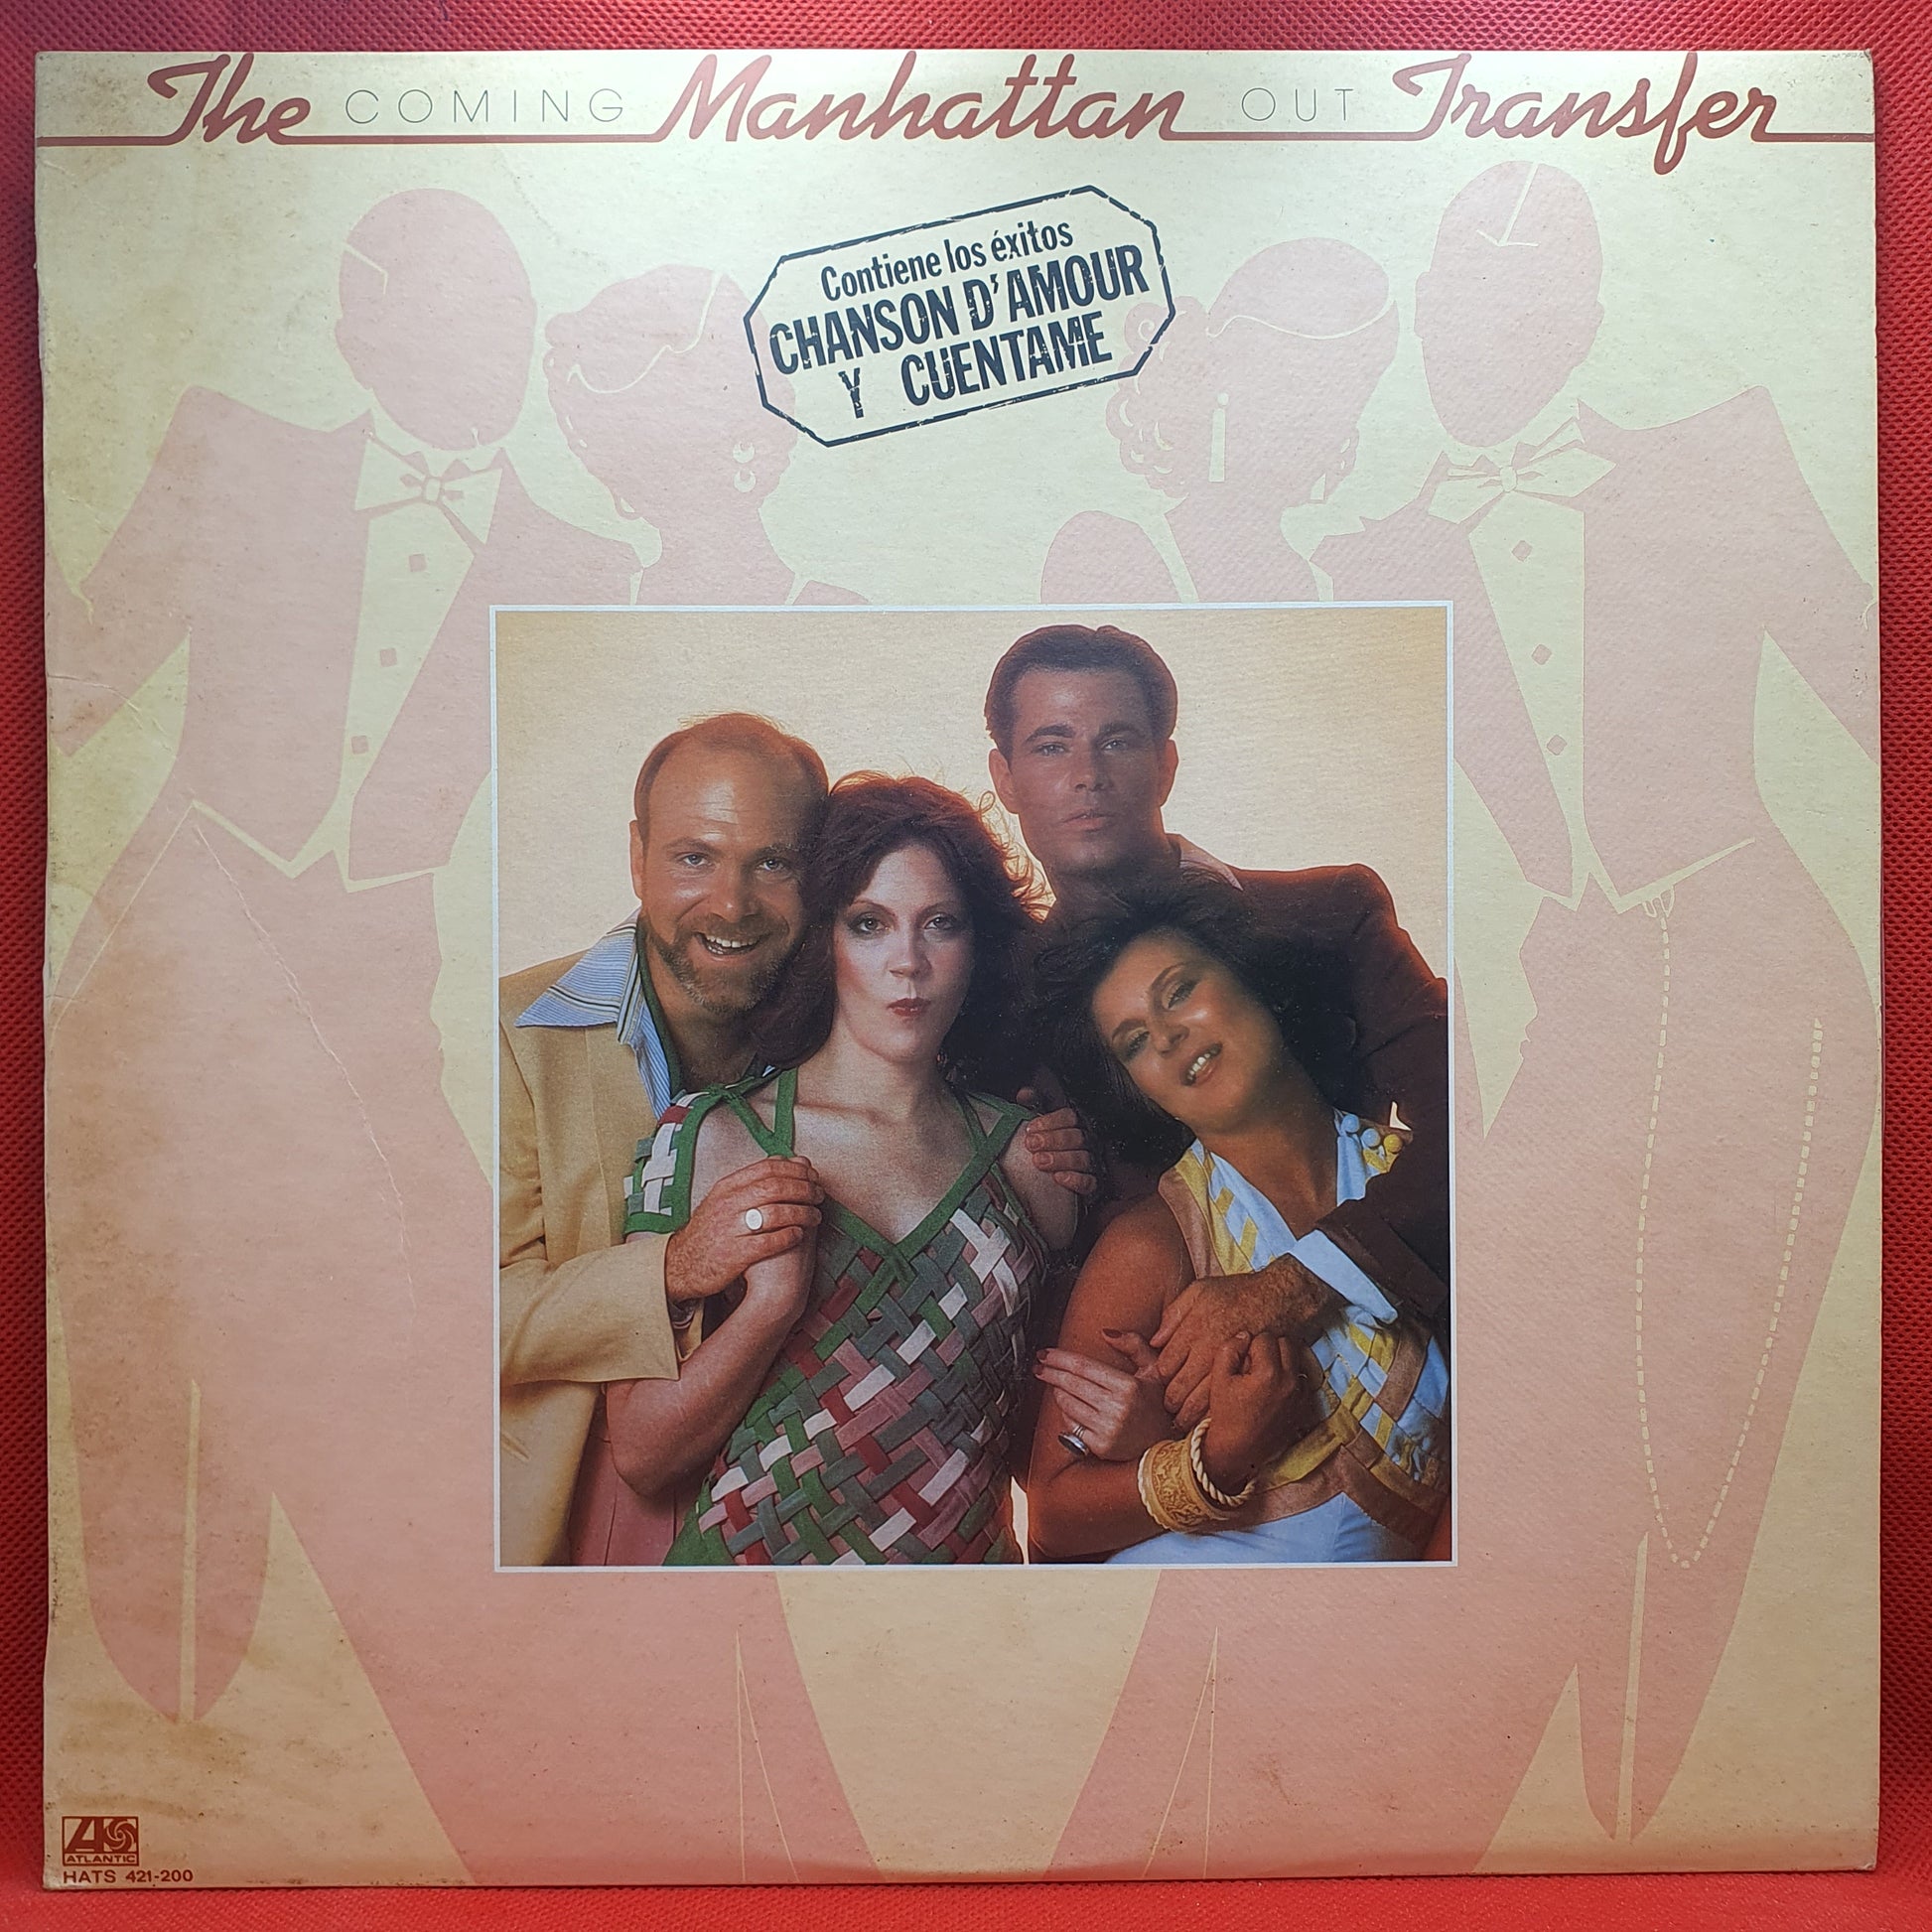 The COMING Manhattan OUT Transfer
Contiene los éxitos
CHANSON D'AMOUR
Y CUENTAME
ATLANTIC
HATS 421-200